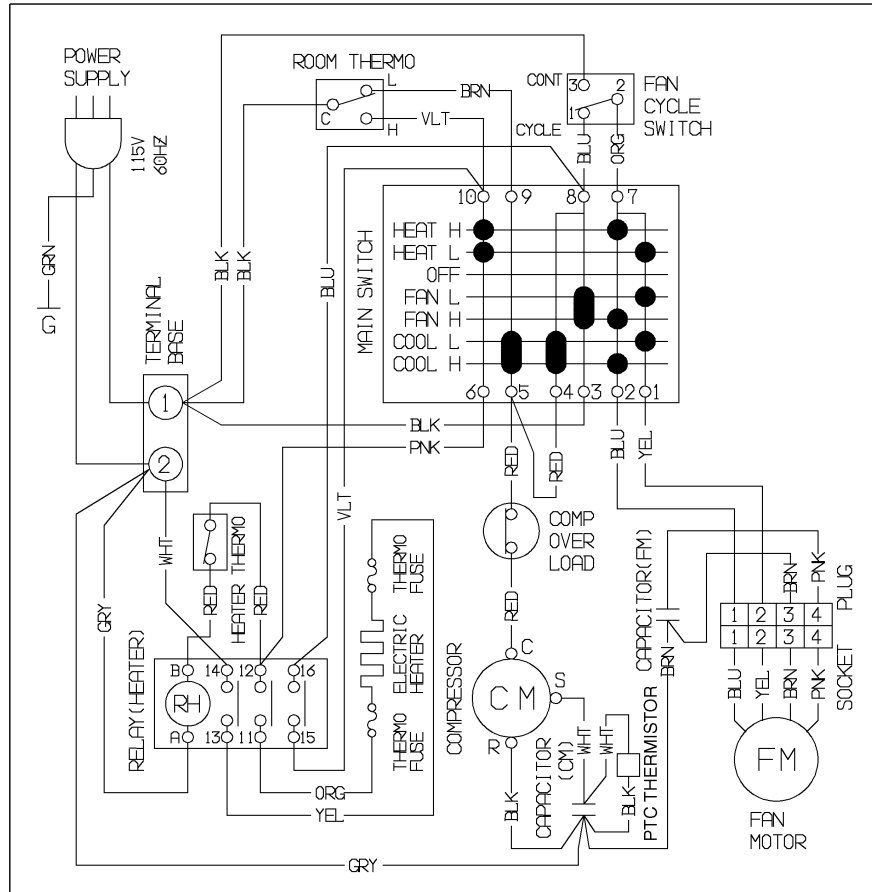 POWER
SUPPLY
115V
60HZ
GRN
G
ROOM THERMO
L
C
H
BRN
VLT
CONT
3
2
1
CYCLE
FAN
CYCLE
SWITCH
BLU
ORG
BLK
BLK
BLU
MAIN SWITCH
10
9
8
7
HEAT H
HEAT L
OFF
FAN L
FAN H
COOL L
COOL H
6
5
4
3
2
1
TERMINAL
BASE
1
2
BLK
PNK
RED
RED
BLU
YEL
WHT
GRY
VLT
HEATER THERMO
RED
RED
THERMO
FUSE
ELECTRIC
HEATER
THERMO
FUSE
COMP
OVER
LOAD
RED
CAPACITOR(FM)
BRN
BRN
PNK
PLUG
SOCKET
1 2 3 4
1 2 3 4
BLU
YEL
BRN
PNK
FM
FAN
MOTOR
RELAY(HEATER)
B
14
12
16
RH
A
13
11
15
ORG
YEL
COMPRESSOR
C
S
R
CM
WHT
WHT
BLK
BLK
CAPACITOR
(CM)
PTC THERMISTOR
GRY